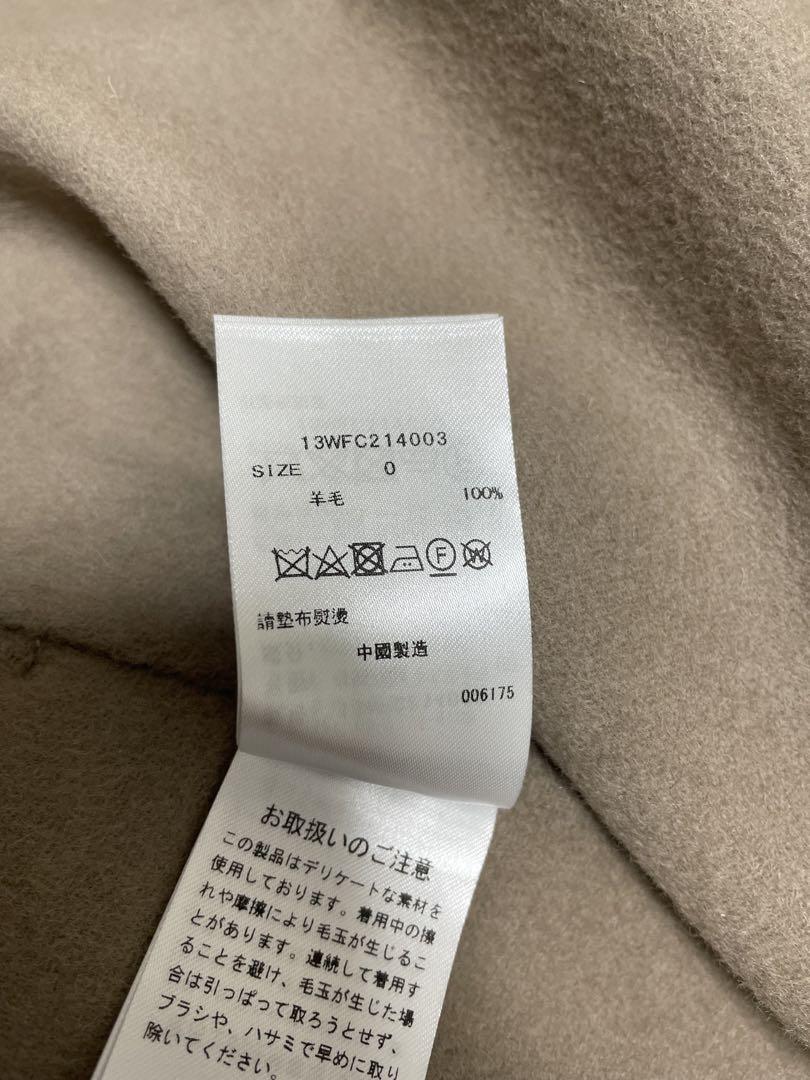 13WFC214003
SIZE 0
羊毛 100%
F W
請墊布熨燙
中國製造
006175
お取扱いのご注意
この製品はデリケートな素材を
使用しております。着用中の擦
れや摩擦により毛玉が生じるこ
とがあります。連続して着用す
ることを避け、毛玉が生じた場
合は引っぱって取ろうとせず、
ブラシや、ハサミで早めに取り
除いてください。